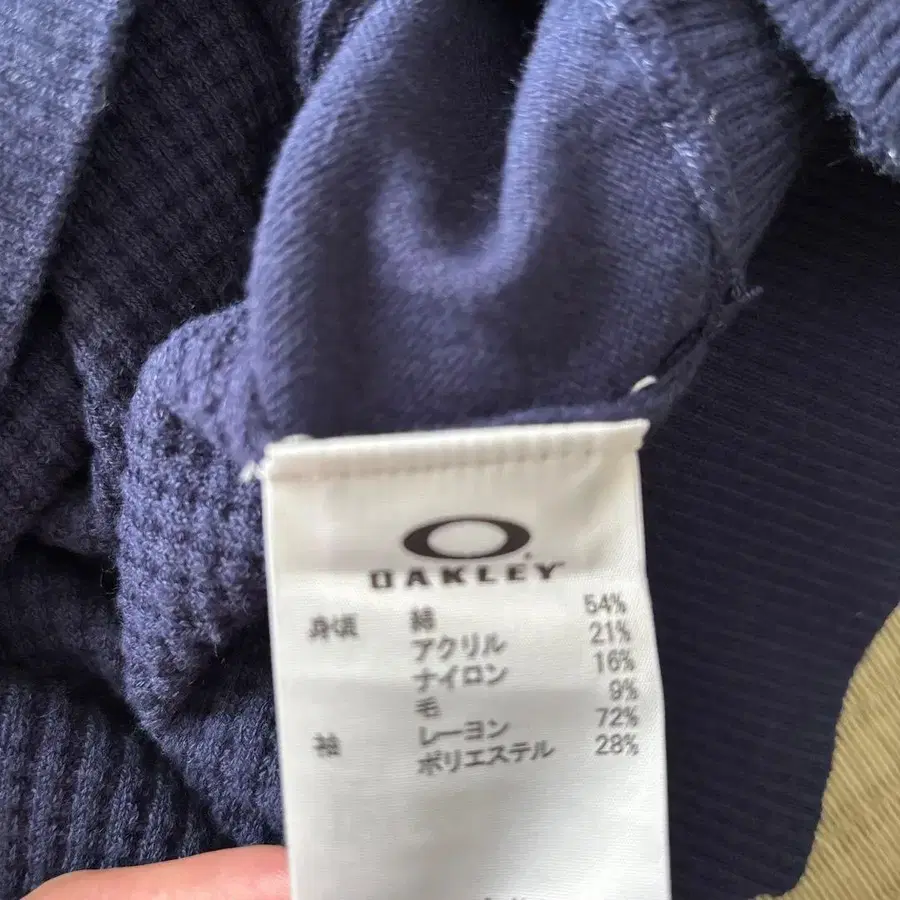 OAKLEY
身頃 綿 54%
アクリル 21%
ナイロン 16%
毛 9%
袖 レーヨン 72%
ポリエステル 28%